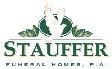 STAUFFER
FUNERAL HOMES, P.A.